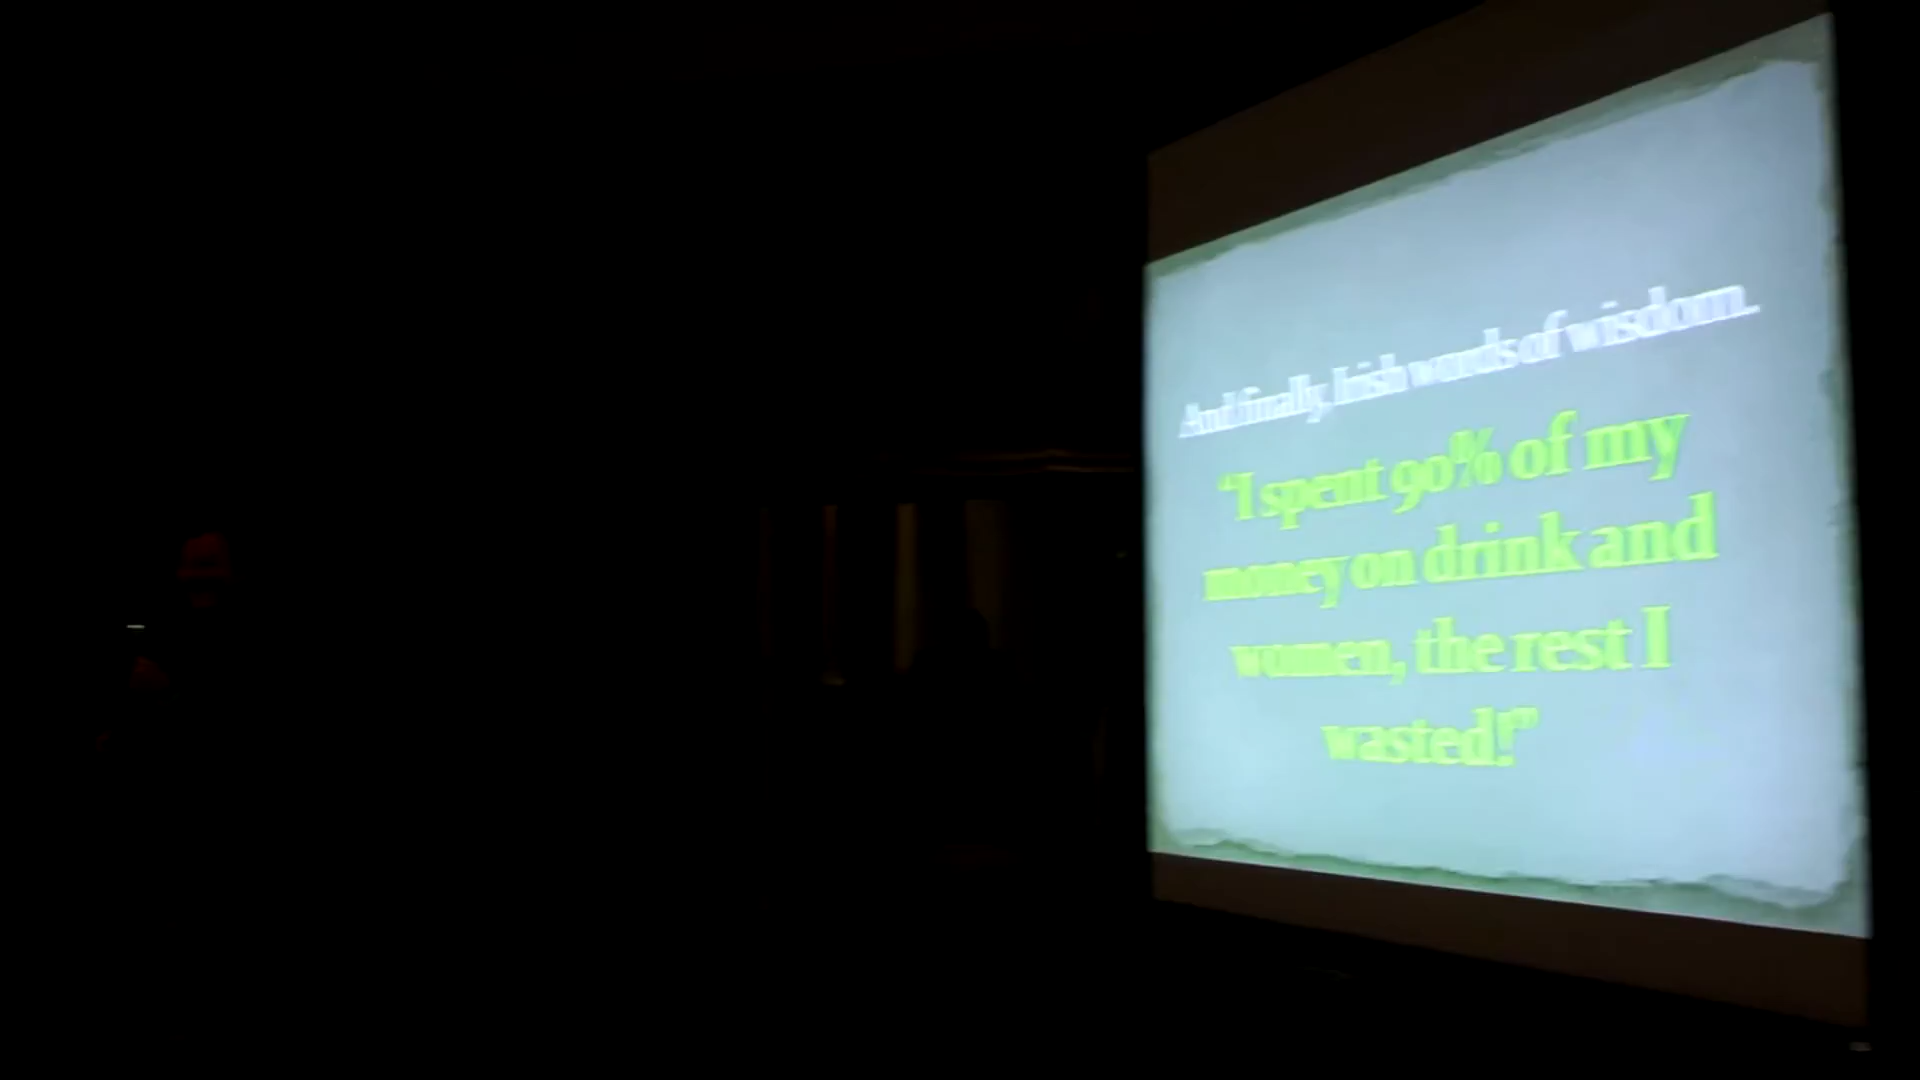 And finally, Irish words of wisdom.
“I spent 90% of my
money on drink and
women, the rest I
wasted!”